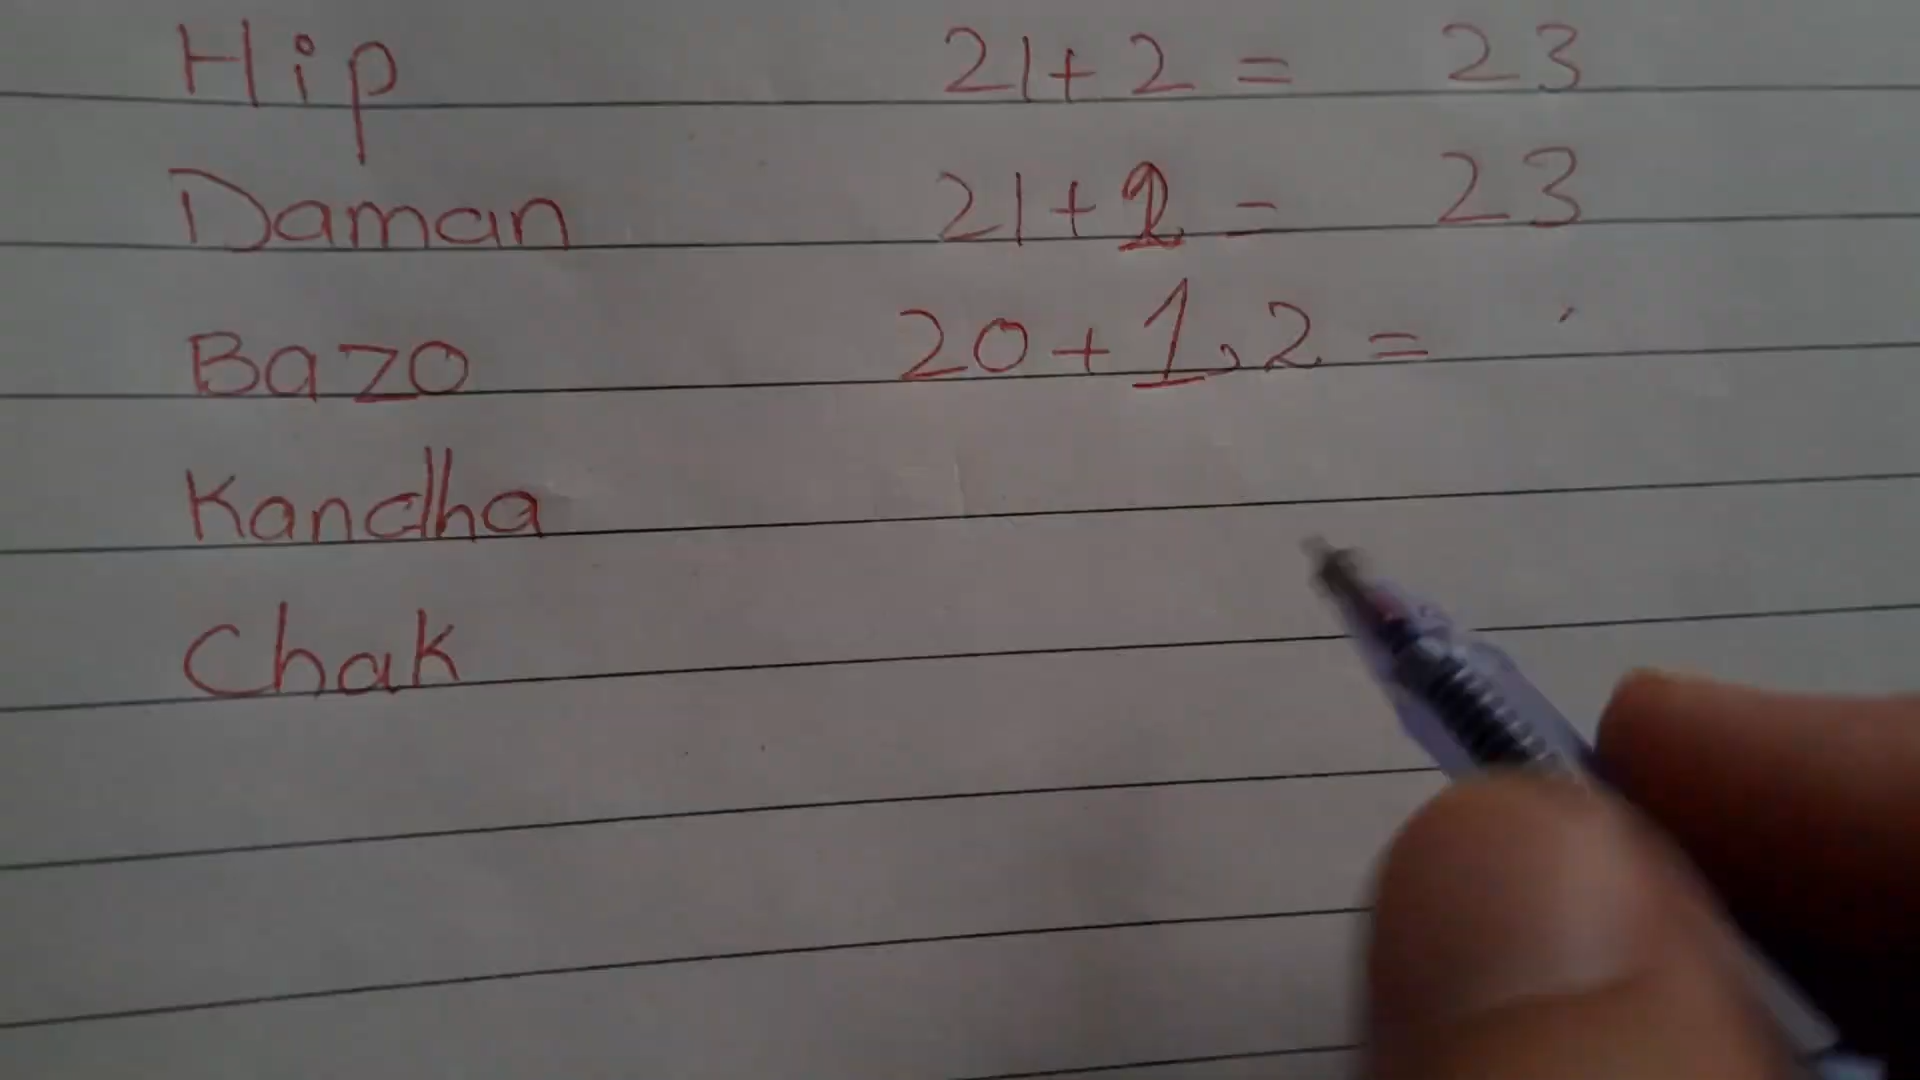 Hip 21+2 = 23
Daman 21+2 = 23
Bazo 20+1,2 =
Kandha
Chak